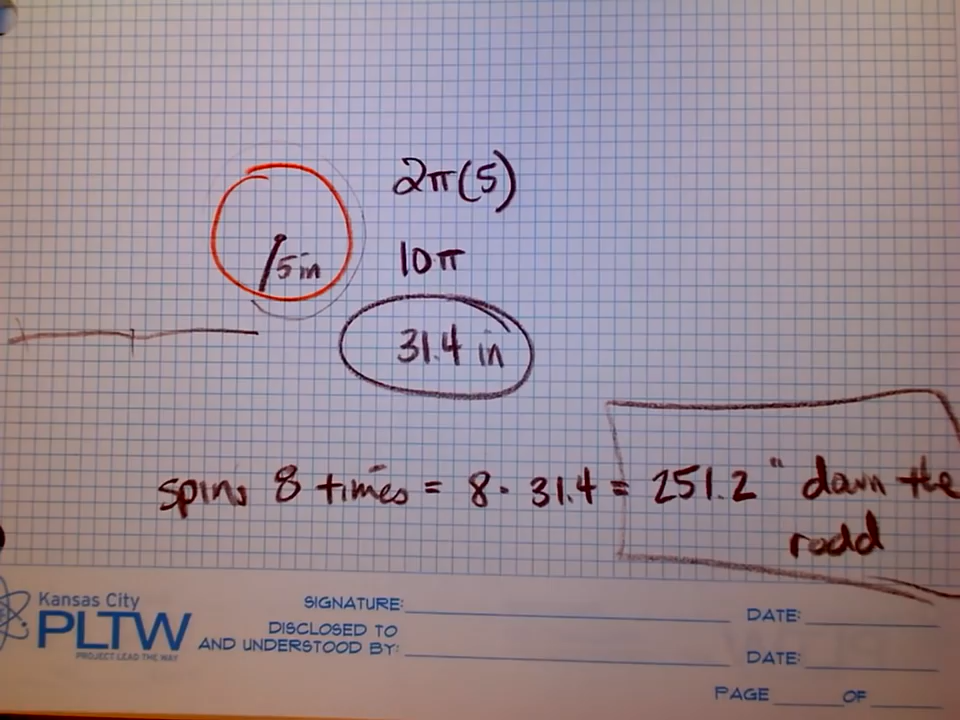 2π(5)
5in
10π
31.4 in
spins 8 times = 8 · 31.4 = 251.2" down the
road
Kansas City
PLTW
PROJECT LEAD THE WAY
SIGNATURE:
DISCLOSED TO
AND UNDERSTOOD BY:
DATE:
DATE:
PAGE OF